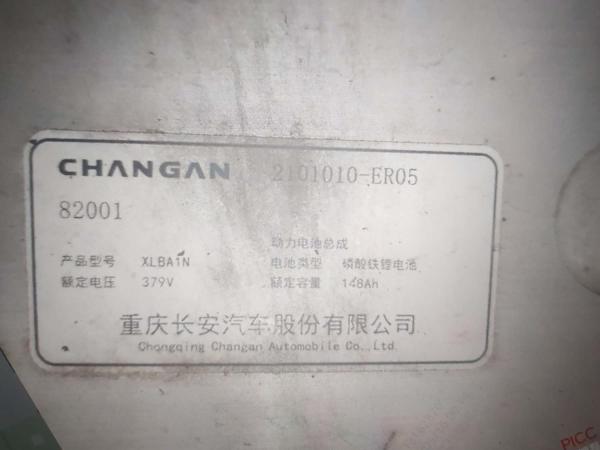 CHANGAN 2101010-ER05
82001
动力电池总成
产品型号 XLBA1N 电池类型 磷酸铁锂电池
额定电压 379V 额定容量 148Ah
重庆长安汽车股份有限公司
Chongqing Changan Automobile Co.,Ltd.
PICC